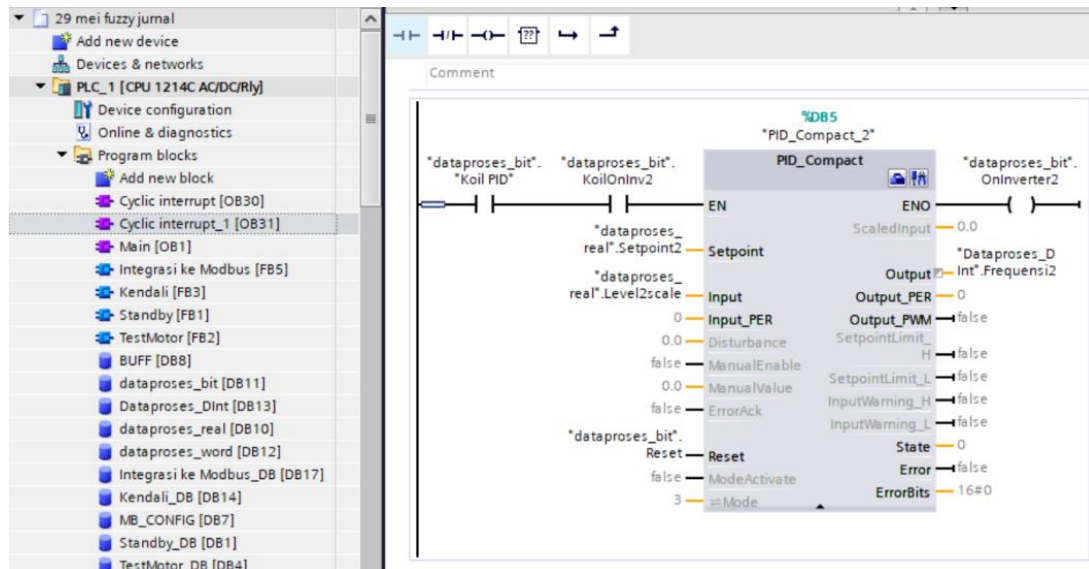 29 mei fuzzy jurnal
Add new device
Devices & networks
PLC_1 [CPU 1214C AC/DC/Rly]
Device configuration
Online & diagnostics
Program blocks
Add new block
Cyclic interrupt [OB30]
Cyclic interrupt_1 [OB31]
Main [OB1]
Integrasi ke Modbus [FB5]
Kendali [FB3]
Standby [FB1]
TestMotor [FB2]
BUFF [DB8]
dataproses_bit [DB11]
Dataproses_DInt [DB13]
dataproses_real [DB10]
dataproses_word [DB12]
Integrasi ke Modbus_DB [DB17]
Kendali_DB [DB14]
MB_CONFIG [DB7]
Standby_DB [DB1]
TestMotor_DB [DB4]
??
Comment
%DB5
"PID_Compact_2"
PID_Compact
"dataproses_bit".
"Koil PID"
"dataproses_bit".
KoilOnInv2
"dataproses_bit".
OnInverter2
EN
ENO
"dataproses_
real".Setpoint2
Setpoint
"dataproses_
real".Level2scale
Input
0
Input_PER
0.0
Disturbance
false
ManualEnable
0.0
ManualValue
false
ErrorAck
"dataproses_bit".
Reset
Reset
false
ModeActivate
3
Mode
ScaledInput
0.0
"Dataproses_D
Int".Frequensi2
Output
Output_PER
0
Output_PWM
false
SetpointLimit_
H
false
SetpointLimit_L
false
InputWarning_H
false
InputWarning_L
false
State
0
Error
false
ErrorBits
16#0